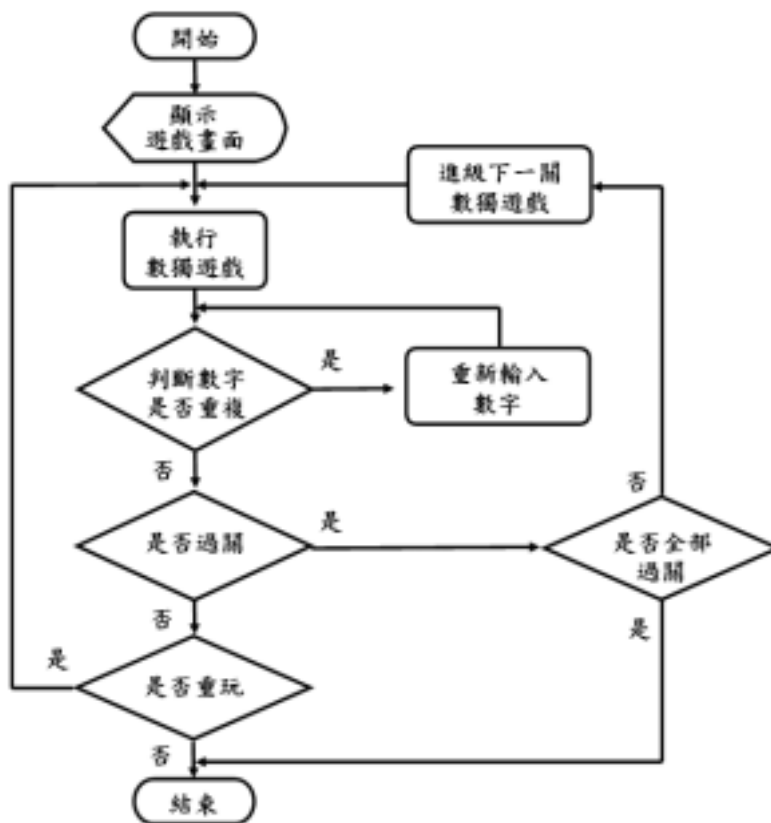 開始
顯示
遊戲畫面
進級下一關
數獨遊戲
執行
數獨遊戲
判斷數字
是否重複
是
重新輸入
數字
否
是否過關
是
否
是否全部
過關
否
是
是
是否重玩
否
結束